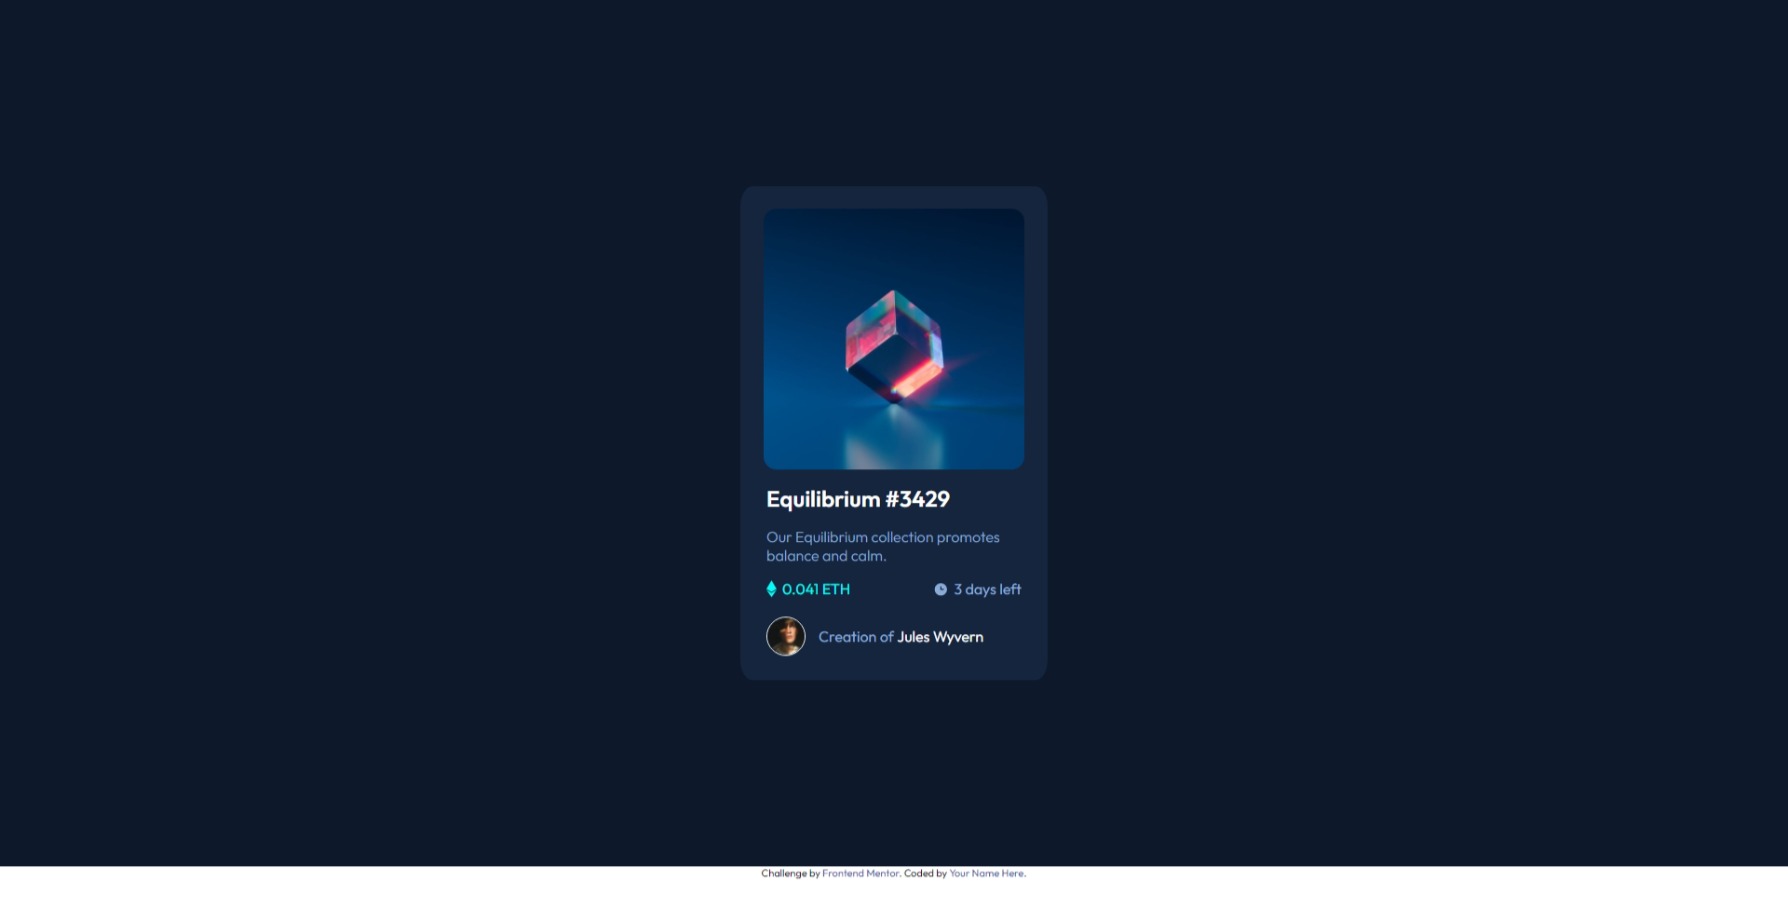 Equilibrium #3429
Our Equilibrium collection promotes
balance and calm.
0.041 ETH
3 days left
Creation of Jules Wyvern
Challenge by Frontend Mentor. Coded by Your Name Here.